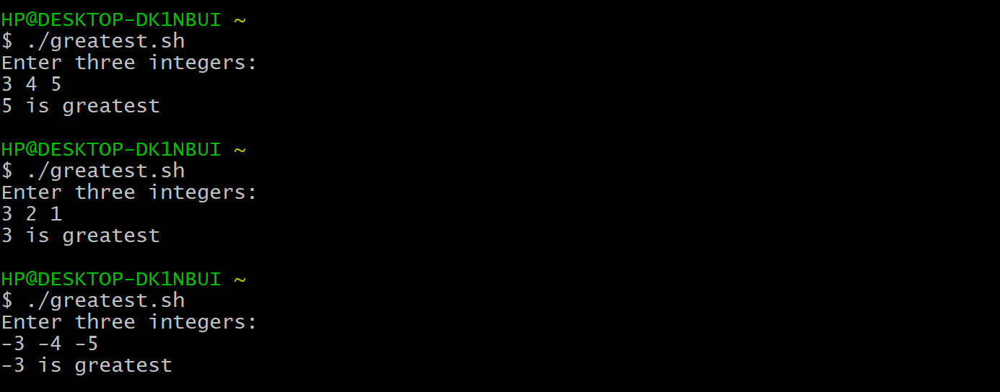 HP@DESKTOP-DK1NBUI ~
$ ./greatest.sh
Enter three integers:
3 4 5
5 is greatest
HP@DESKTOP-DK1NBUI ~
$ ./greatest.sh
Enter three integers:
3 2 1
3 is greatest
HP@DESKTOP-DK1NBUI ~
$ ./greatest.sh
Enter three integers:
-3 -4 -5
-3 is greatest